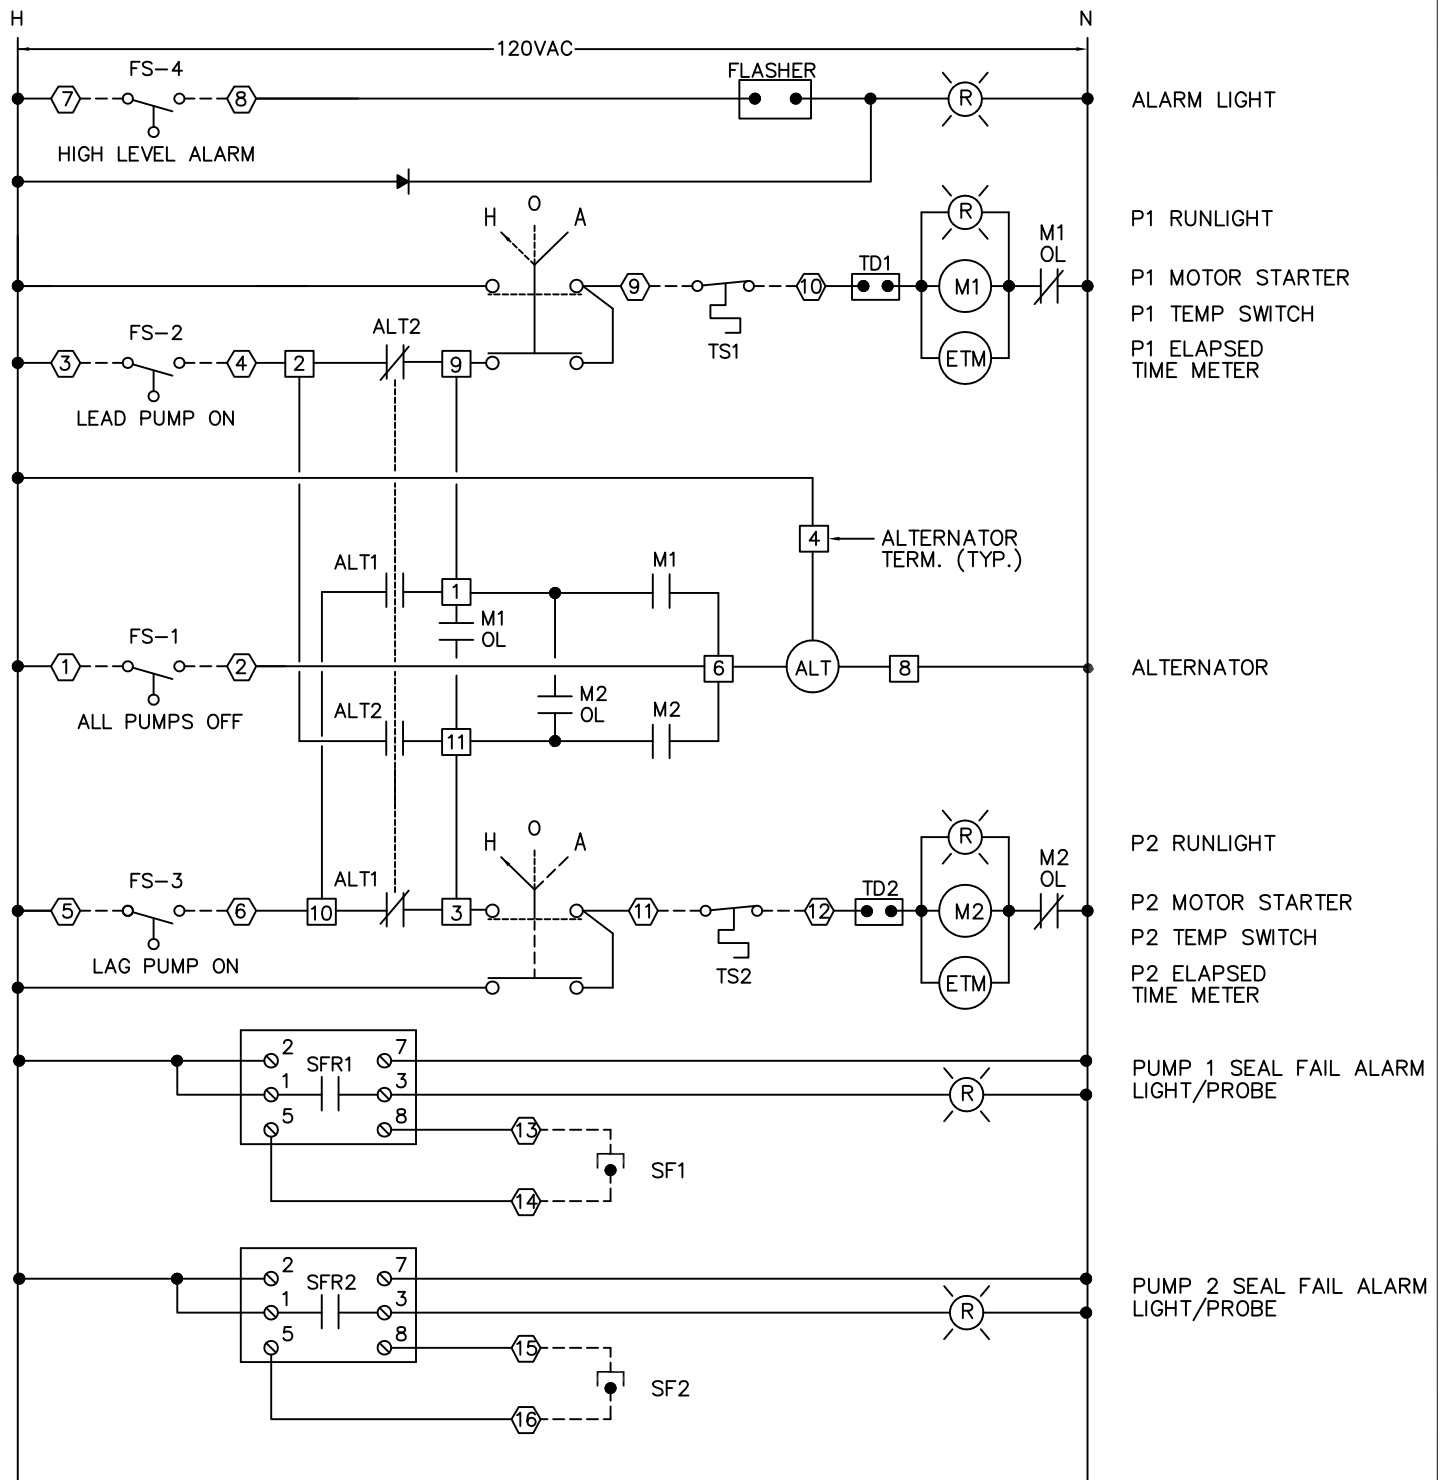 H N
120VAC
FS-4 FLASHER
7 8 R ALARM LIGHT
HIGH LEVEL ALARM
H O A
R P1 RUNLIGHT
M1
OL
9 10 TD1 M1 P1 MOTOR STARTER
P1 TEMP SWITCH
TS1
FS-2 ALT2
3 4 2 9 ETM P1 ELAPSED
TIME METER
LEAD PUMP ON
4 ALTERNATOR
TERM. (TYP.)
ALT1 1 M1
M1
OL
FS-1
1 2 6 ALT 8 ALTERNATOR
ALL PUMPS OFF
M2
OL
ALT2 11 M2
H O A
R P2 RUNLIGHT
M2
OL
FS-3 ALT1
5 6 10 3 11 12 TD2 M2 P2 MOTOR STARTER
P2 TEMP SWITCH
LAG PUMP ON TS2
ETM P2 ELAPSED
TIME METER
2 SFR1 7 PUMP 1 SEAL FAIL ALARM
1 3 R LIGHT/PROBE
5 8 13
SF1
14
2 SFR2 7 PUMP 2 SEAL FAIL ALARM
1 3 R LIGHT/PROBE
5 8 15
SF2
16